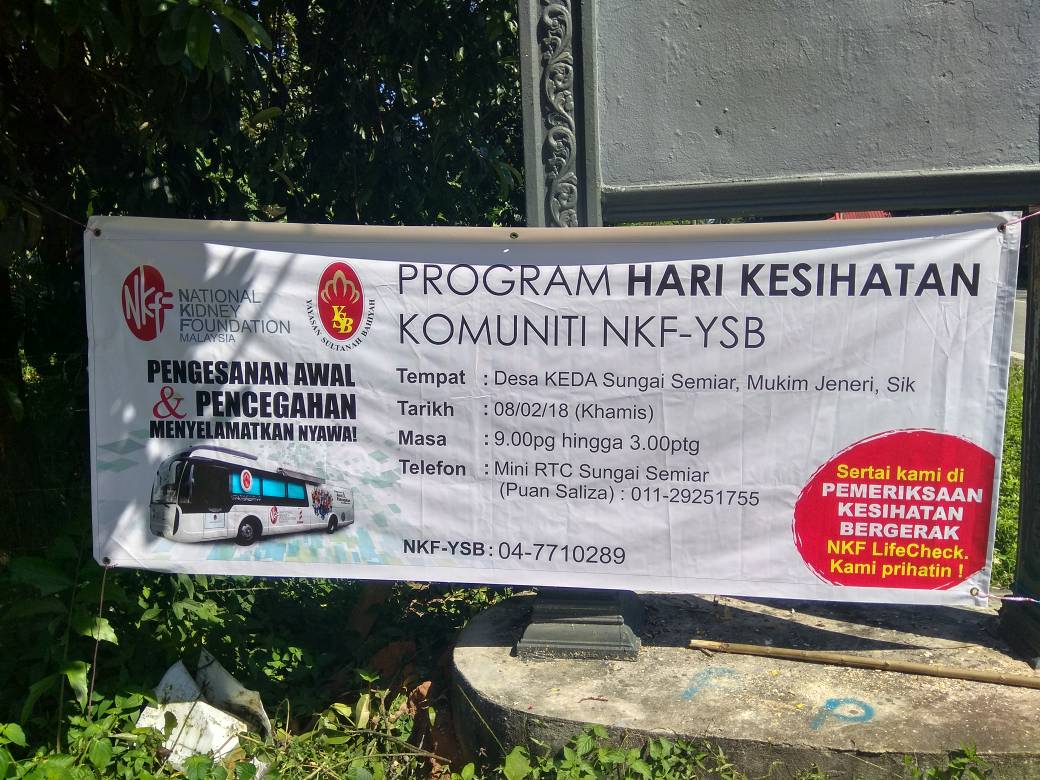 NKF
NATIONAL
KIDNEY
FOUNDATION
MALAYSIA
YSB
YAYASAN SULTANAH BAHIYAH
PENGESANAN AWAL
& PENCEGAHAN
MENYELAMATKAN NYAWA!
PROGRAM HARI KESIHATAN
KOMUNITI NKF-YSB
Tempat : Desa KEDA Sungai Semiar, Mukim Jeneri, Sik
Tarikh : 08/02/18 (Khamis)
Masa : 9.00pg hingga 3.00ptg
Telefon : Mini RTC Sungai Semiar
(Puan Saliza) : 011-29251755
NKF-YSB : 04-7710289
Sertai kami di
PEMERIKSAAN
KESIHATAN
BERGERAK
NKF LifeCheck.
Kami prihatin !